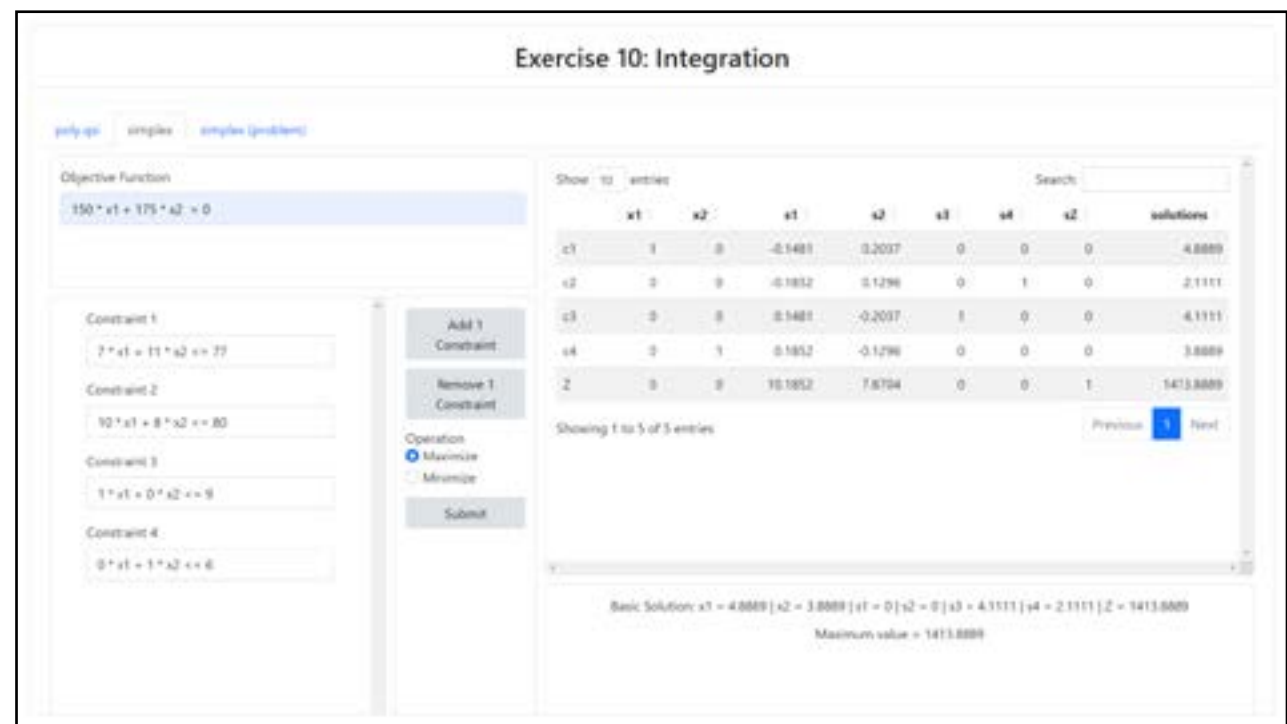 Exercise 10: Integration
poly.qsi simplex simplex (problem)
Objective Function
150 * x1 + 175 * x2 + 0
Constraint 1
7 * x1 + 11 * x2 <= 77
Constraint 2
10 * x1 + 8 * x2 <= 80
Constraint 3
1 * x1 + 0 * x2 <= 9
Constraint 4
0 * x1 + 1 * x2 <= 6
Add 1
Constraint
Remove 1
Constraint
Operation
Maximize
Minimize
Submit
Show 10 entries Search:
x1 x2 s1 s2 s3 s4 sZ solutions
c1 1 0 -0.1481 0.2037 0 0 0 4.8889
c2 0 0 -0.1852 0.1296 0 1 0 2.1111
c3 0 0 0.1481 -0.2037 1 0 0 4.1111
c4 0 1 0.1852 -0.1296 0 0 0 3.8889
Z 0 0 10.1852 7.8704 0 0 1 1413.8889
Showing 1 to 5 of 5 entries
Previous 1 Next
Basic Solution: x1 = 4.8889 | x2 = 3.8889 | s1 = 0 | s2 = 0 | s3 = 4.1111 | s4 = 2.1111 | Z = 1413.8889
Maximum value = 1413.8889